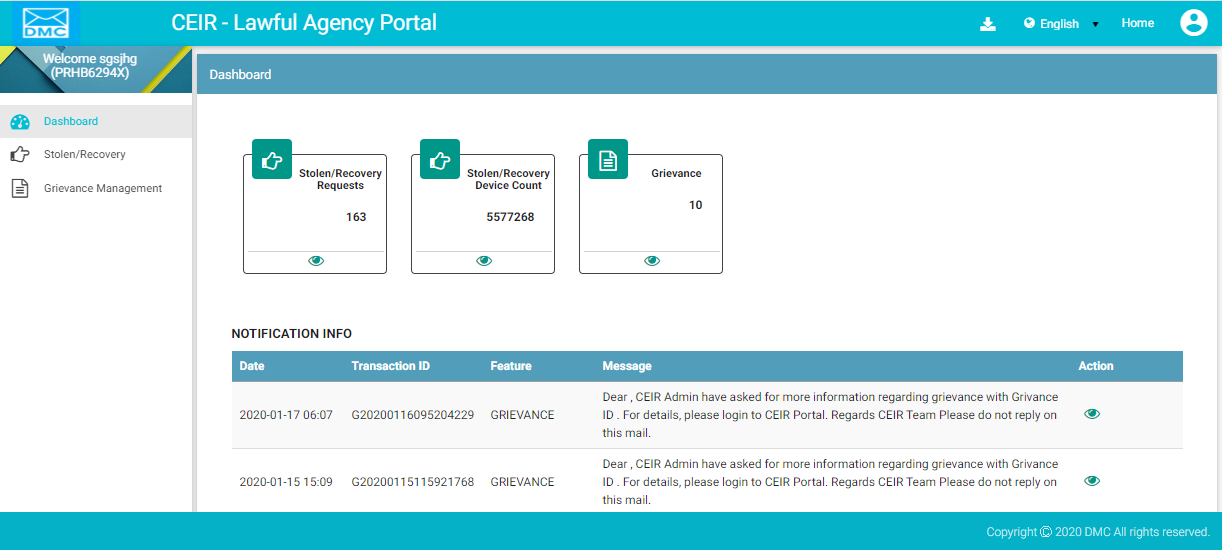 DMC
CEIR - Lawful Agency Portal
English
Home
Welcome sgsjhg
(PRHB6294X)
Dashboard
Stolen/Recovery
Grievance Management
Dashboard
Stolen/Recovery
Requests
163
Stolen/Recovery
Device Count
5577268
Grievance
10
NOTIFICATION INFO
Date Transaction ID Feature Message Action
Dear , CEIR Admin have asked for more information regarding grievance with Grivance
2020-01-17 06:07 G20200116095204229 GRIEVANCE ID . For details, please login to CEIR Portal. Regards CEIR Team Please do not reply on
this mail.
Dear , CEIR Admin have asked for more information regarding grievance with Grivance
2020-01-15 15:09 G20200115115921768 GRIEVANCE ID . For details, please login to CEIR Portal. Regards CEIR Team Please do not reply on
this mail.
Copyright © 2020 DMC All rights reserved.